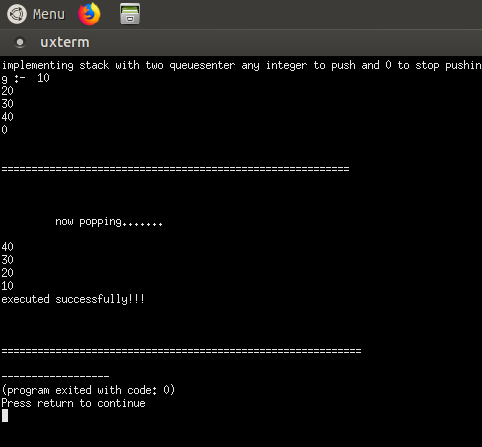 Menu
uxterm
implementing stack with two queuesenter any integer to push and 0 to stop pushin
g :-  10
20
30
40
0
==========================================================
now popping.......
40
30
20
10
executed successfully!!!
============================================================
------------------
(program exited with code: 0)
Press return to continue